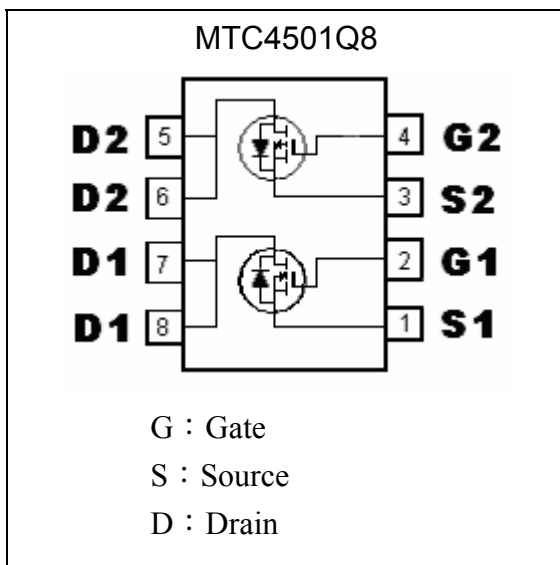 MTC4501Q8
D2 5 4 G2
D2 6 3 S2
D1 7 2 G1
D1 8 1 S1
G：Gate
S：Source
D：Drain